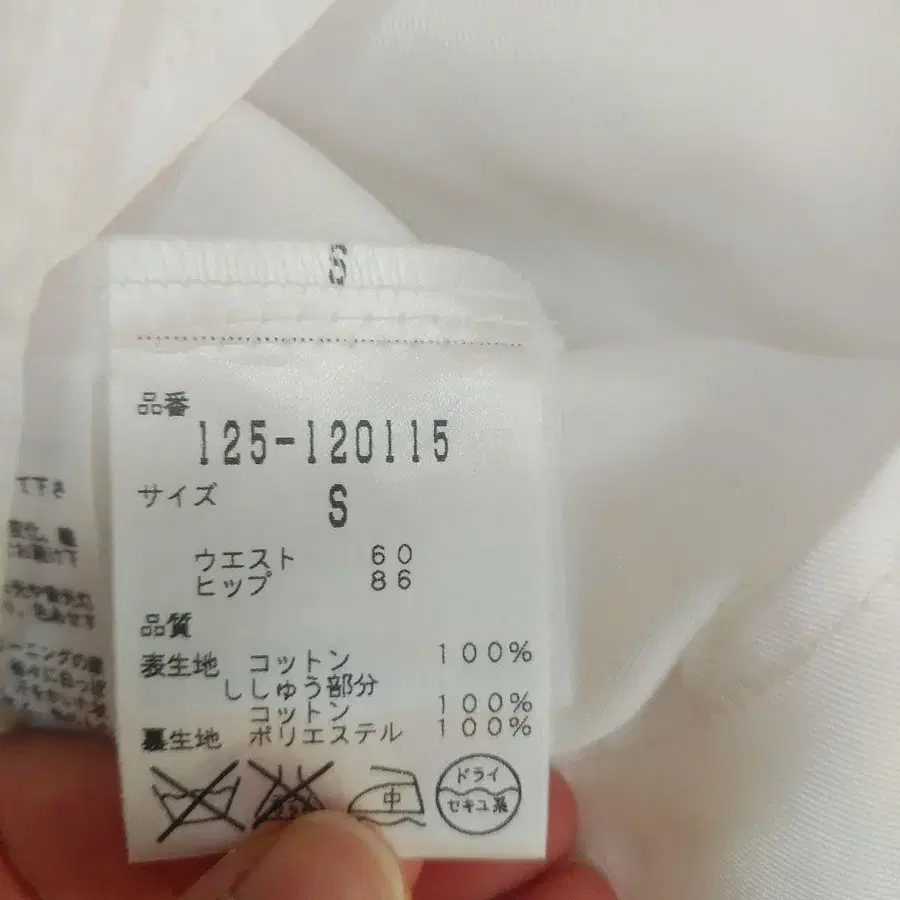 S
品番
125-120115
サイズ
S
ウエスト 60
ヒップ 86
品質
表生地 コットン 100%
ししゅう部分
コットン 100%
裏生地 ポリエステル 100%
中
ドライ
セキユ系